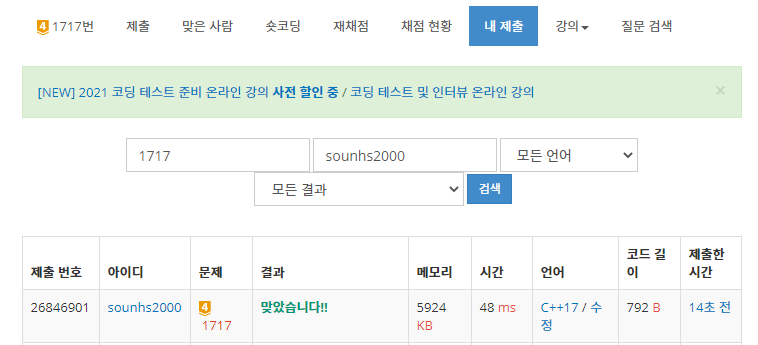 4 1717번 제출 맞은 사람 숏코딩 재채점 채점 현황 내 제출 강의 질문 검색
[NEW] 2021 코딩 테스트 준비 온라인 강의 사전 할인 중 / 코딩 테스트 및 인터뷰 온라인 강의 ×
1717 sounhs2000 모든 언어
모든 결과 검색
제출 번호 아이디 문제 결과 메모리 시간 언어 코드 길이 제출한 시간
26846901 sounhs2000 4 1717 맞았습니다!! 5924 KB 48 ms C++17 / 수정 792 B 14초 전